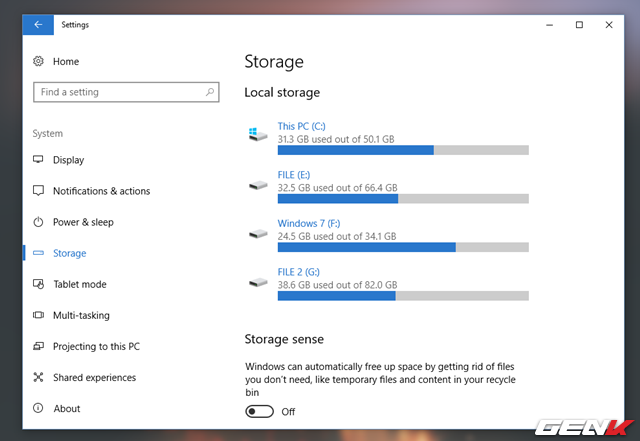 Settings
Home
Find a setting
System
Display
Notifications & actions
Power & sleep
Storage
Tablet mode
Multi-tasking
Projecting to this PC
Shared experiences
About
Storage
Local storage
This PC (C:)
31.3 GB used out of 50.1 GB
FILE (E:)
32.5 GB used out of 66.4 GB
Windows 7 (F:)
24.5 GB used out of 34.1 GB
FILE 2 (G:)
38.6 GB used out of 82.0 GB
Storage sense
Windows can automatically free up space by getting rid of files
you don't need, like temporary files and content in your recycle
bin
Off
GENK